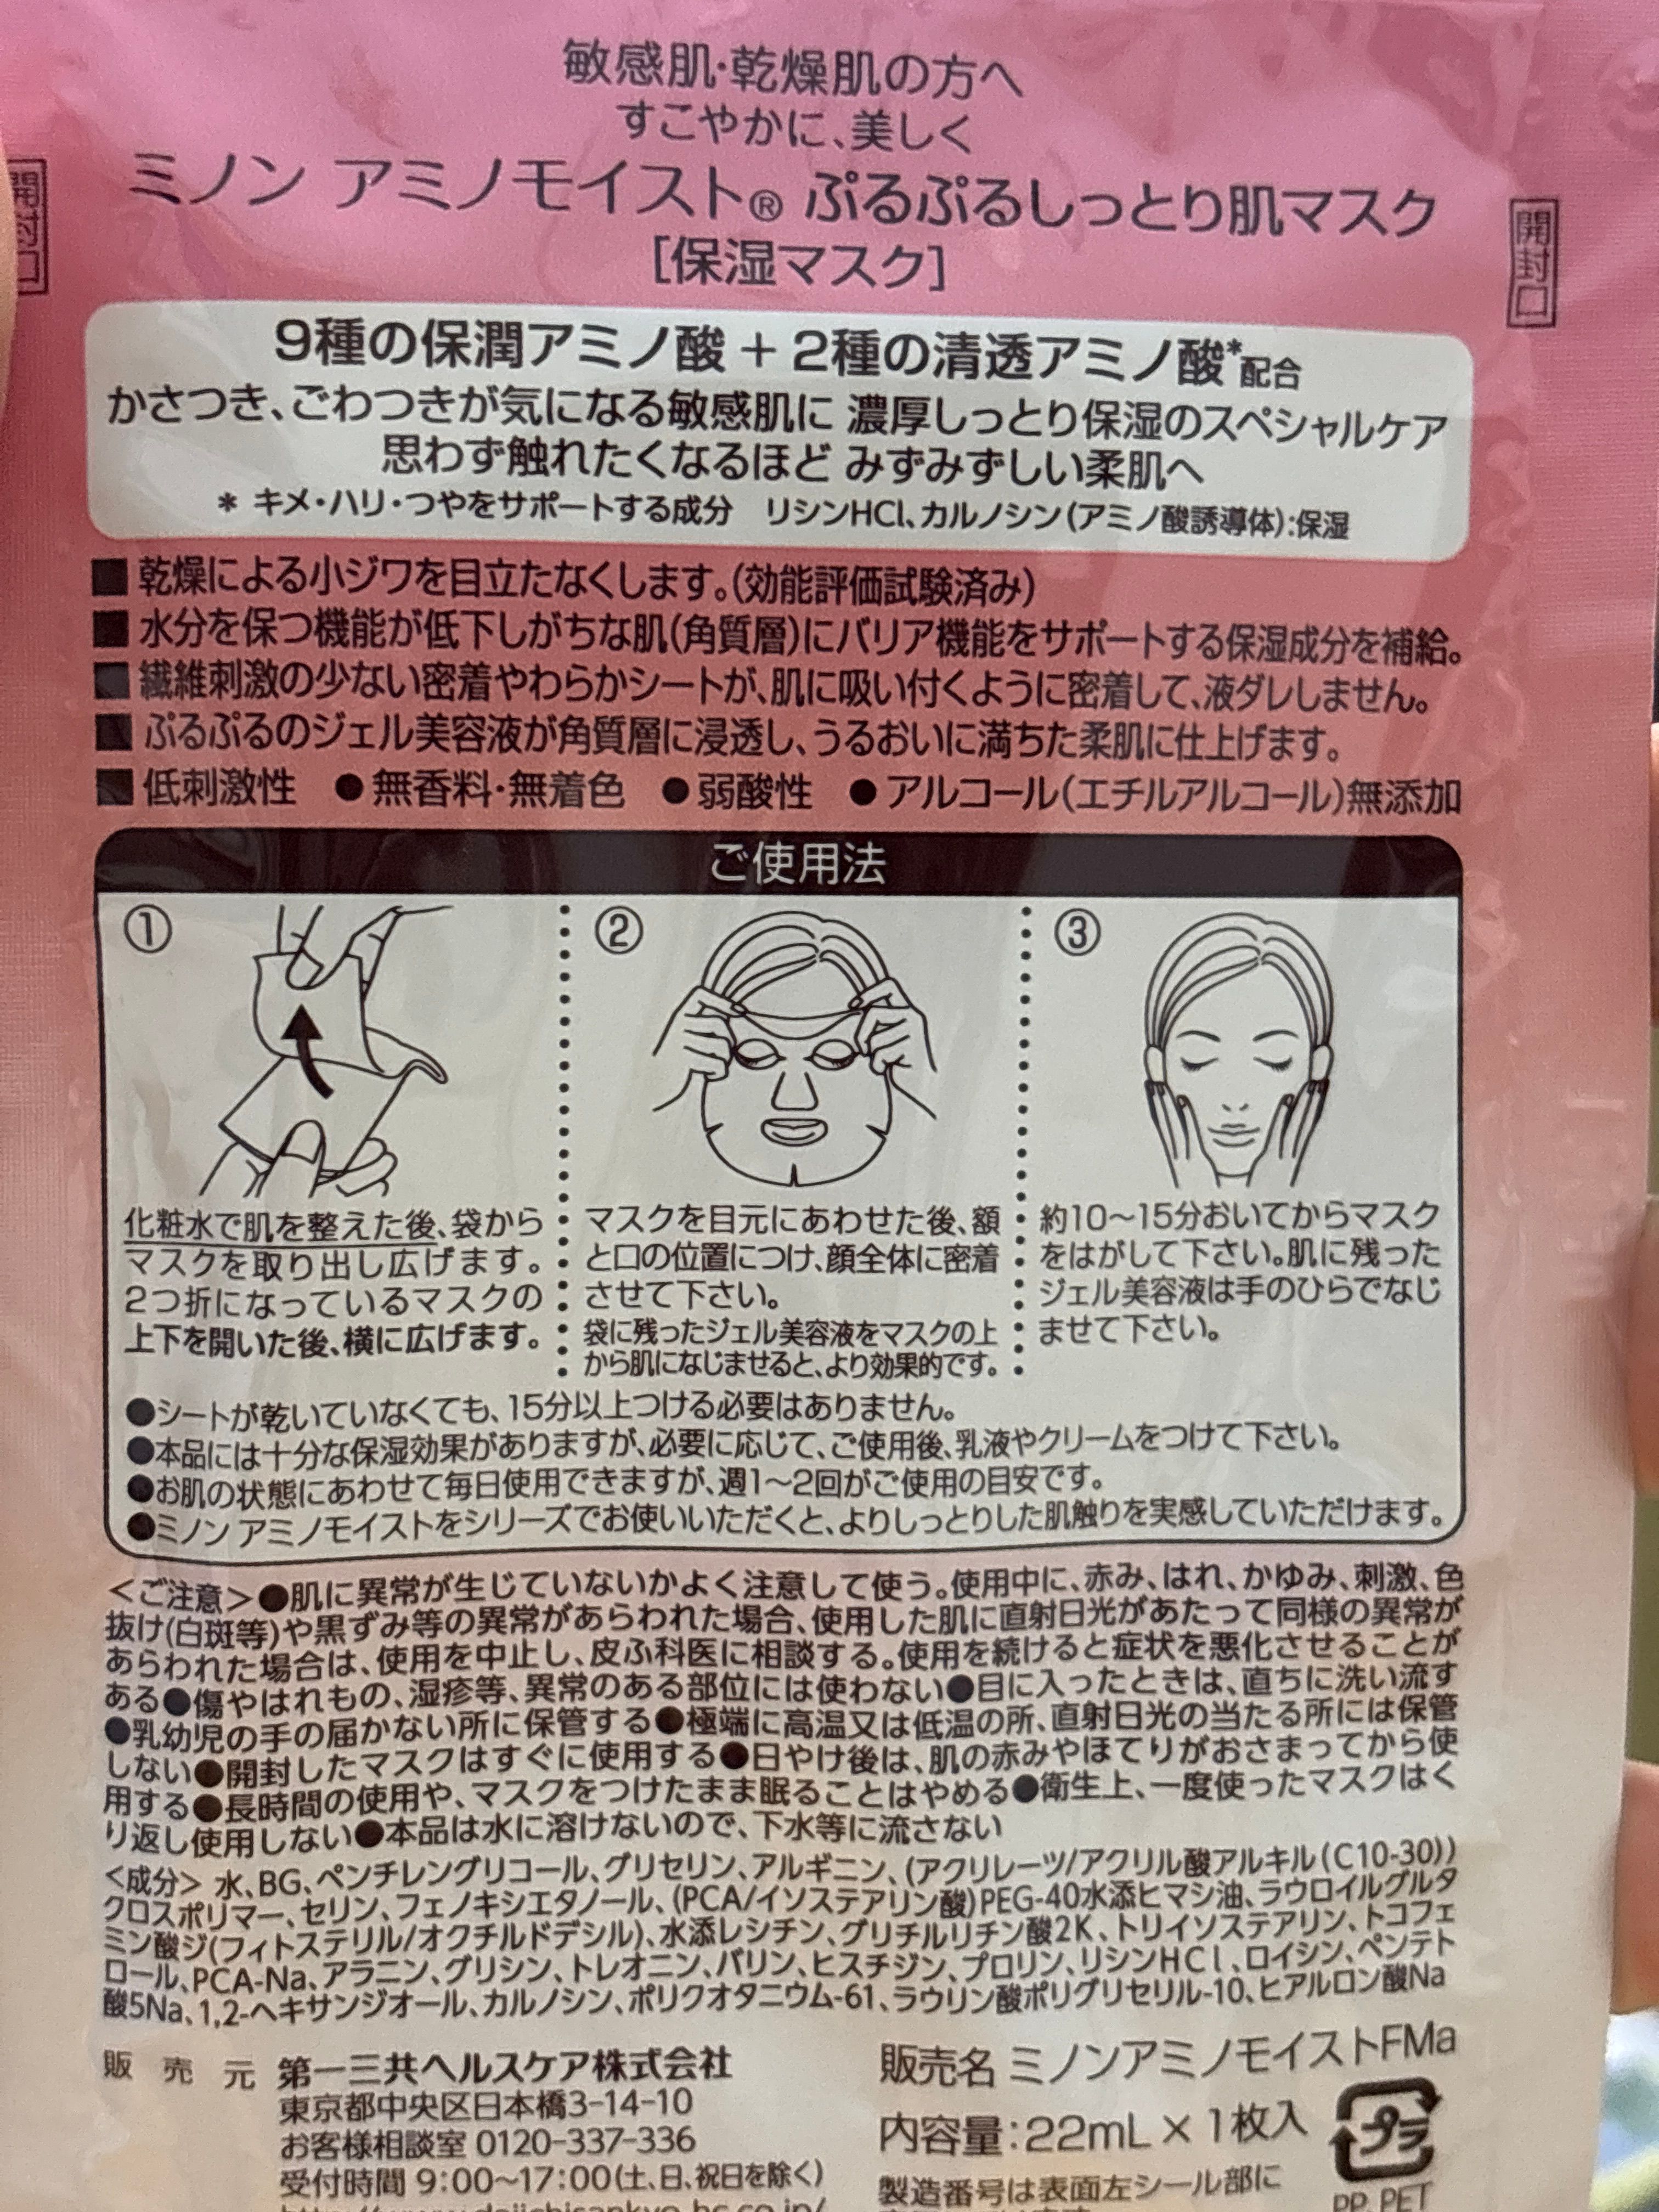 敏感肌・乾燥肌の方へ
すこやかに、美しく
ミノン アミノモイスト® ぷるぷるしっとり肌マスク
[保湿マスク]
開封口
開封口
9種の保潤アミノ酸 + 2種の清透アミノ酸*配合
かさつき、ごわつきが気になる敏感肌に 濃厚しっとり保湿のスペシャルケア
思わず触れたくなるほど みずみずしい柔肌へ
* キメ・ハリ・つやをサポートする成分 リシンHCl、カルノシン(アミノ酸誘導体):保湿
■ 乾燥による小ジワを目立たなくします。(効能評価試験済み)
■ 水分を保つ機能が低下しがちな肌(角質層)にバリア機能をサポートする保湿成分を補給。
■ 繊維刺激の少ない密着やわらかシートが、肌に吸い付くように密着して、液ダレしません。
■ ぷるぷるのジェル美容液が角質層に浸透し、うるおいに満ちた柔肌に仕上げます。
■ 低刺激性 ●無香料・無着色 ●弱酸性 ●アルコール(エチルアルコール)無添加
ご使用法
①
化粧水で肌を整えた後、袋から
マスクを取り出し広げます。
2つ折になっているマスクの
上下を開いた後、横に広げます。
②
マスクを目元にあわせた後、額
と口の位置につけ、顔全体に密着
させて下さい。
袋に残ったジェル美容液をマスクの上
から肌になじませると、より効果的です。
③
約10〜15分おいてからマスク
をはがして下さい。肌に残った
ジェル美容液は手のひらでなじ
ませて下さい。
●シートが乾いていなくても、15分以上つける必要はありません。
●本品には十分な保湿効果がありますが、必要に応じて、ご使用後、乳液やクリームをつけて下さい。
●お肌の状態にあわせて毎日使用できますが、週1〜2回がご使用の目安です。
●ミノン アミノモイストをシリーズでお使いいただくと、よりしっとりした肌触りを実感していただけます。
<ご注意>●肌に異常が生じていないかよく注意して使う。使用中に、赤み、はれ、かゆみ、刺激、色
抜け(白斑等)や黒ずみ等の異常があらわれた場合、使用した肌に直射日光があたって同様の異常が
あらわれた場合は、使用を中止し、皮ふ科医に相談する。使用を続けると症状を悪化させることが
ある●傷やはれもの、湿疹等、異常のある部位には使わない●目に入ったときは、直ちに洗い流す
●乳幼児の手の届かない所に保管する●極端に高温又は低温の所、直射日光の当たる所には保管
しない●開封したマスクはすぐに使用する●日やけ後は、肌の赤みやほてりがおさまってから使
用する●長時間の使用や、マスクをつけたまま眠ることはやめる●衛生上、一度使ったマスクはく
り返し使用しない●本品は水に溶けないので、下水等に流さない
<成分> 水、BG、ペンチレングリコール、グリセリン、アルギニン、(アクリレーツ/アクリル酸アルキル(C10-30))
クロスポリマー、セリン、フェノキシエタノール、(PCA/イソステアリン酸)PEG-40水添ヒマシ油、ラウロイルグルタ
ミン酸ジ(フィトステリル/オクチルドデシル)、水添レシチン、グリチルリチン酸2K、トリイソステアリン、トコフェ
ロール、PCA-Na、アラニン、グリシン、トレオニン、バリン、ヒスチジン、プロリン、リシンHCl、ロイシン、ペンテト
酸5Na、1,2-ヘキサンジオール、カルノシン、ポリクオタニウム-61、ラウリン酸ポリグリセリル-10、ヒアルロン酸Na
販売元 第一三共ヘルスケア株式会社
東京都中央区日本橋3-14-10
お客様相談室 0120-337-336
受付時間 9:00〜17:00(土、日、祝日を除く)
販売名 ミノンアミノモイストFMa
内容量:22mL×1枚入
製造番号は表面左シール部に
プラ
PP, PET